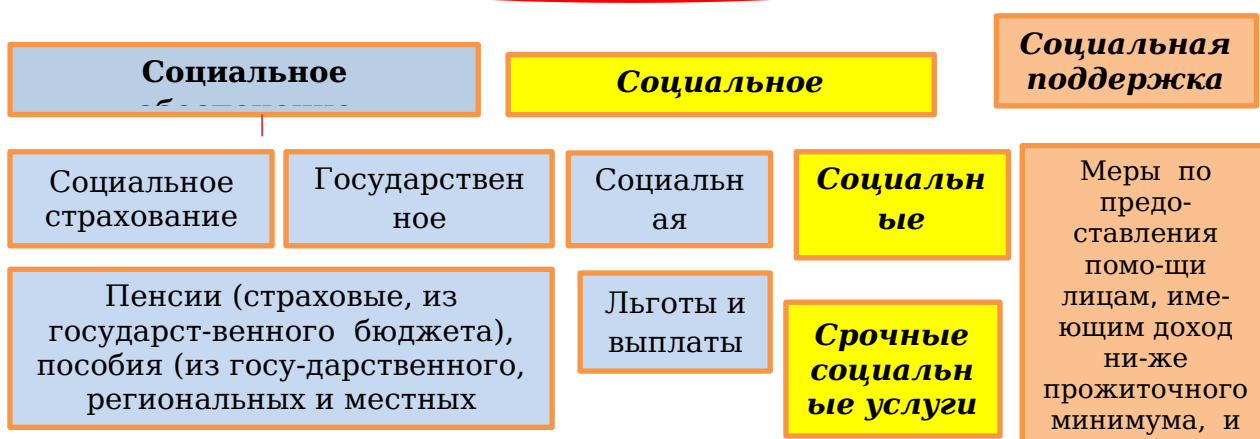 Социальное
Социальное
Социальная
поддержка
Социальное
страхование
Государствен
ное
Социальн
ая
Социальн
ые
Меры по
предо-
ставления
помо-щи
лицам, име-
ющим доход
ни-же
прожиточного
минимума, и
Пенсии (страховые, из
государст-венного бюджета),
пособия (из госу-дарственного,
региональных и местных
Льготы и
выплаты
Срочные
социальн
ые услуги